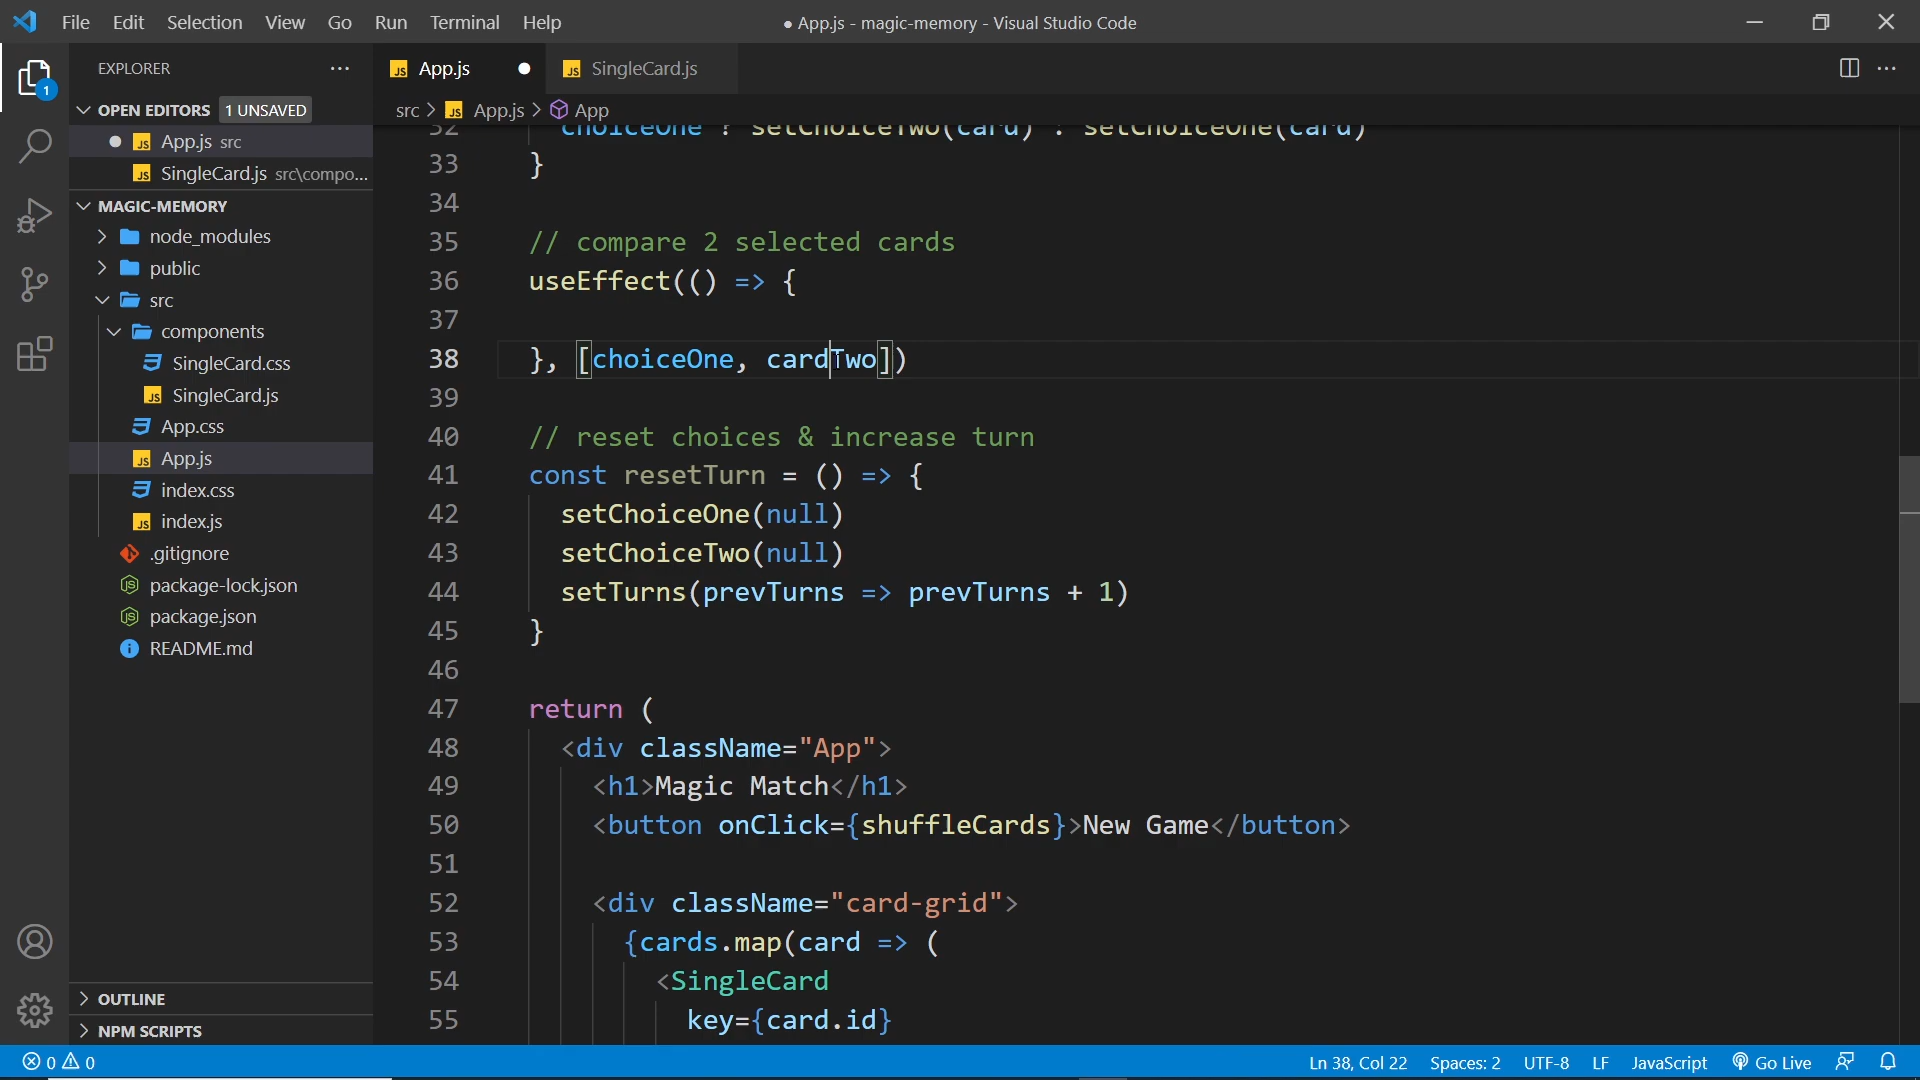 File Edit Selection View Go Run Terminal Help
● App.js - magic-memory - Visual Studio Code
EXPLORER
OPEN EDITORS 1 UNSAVED
App.js src
SingleCard.js src\compo...
MAGIC-MEMORY
node_modules
public
src
components
SingleCard.css
SingleCard.js
App.css
App.js
index.css
index.js
.gitignore
package-lock.json
package.json
README.md
OUTLINE
NPM SCRIPTS
App.js
SingleCard.js
src > App.js > App
32 choiceOne ? setChoiceTwo(card) : setChoiceOne(card)
33 }
34
35 // compare 2 selected cards
36 useEffect(() => {
37
38 }, [choiceOne, cardTwo])
39
40 // reset choices & increase turn
41 const resetTurn = () => {
42 setChoiceOne(null)
43 setChoiceTwo(null)
44 setTurns(prevTurns => prevTurns + 1)
45 }
46
47 return (
48 <div className="App">
49 <h1>Magic Match</h1>
50 <button onClick={shuffleCards}>New Game</button>
51
52 <div className="card-grid">
53 {cards.map(card => (
54 <SingleCard
55 key={card.id}
0 0
Ln 38, Col 22 Spaces: 2 UTF-8 LF JavaScript Go Live